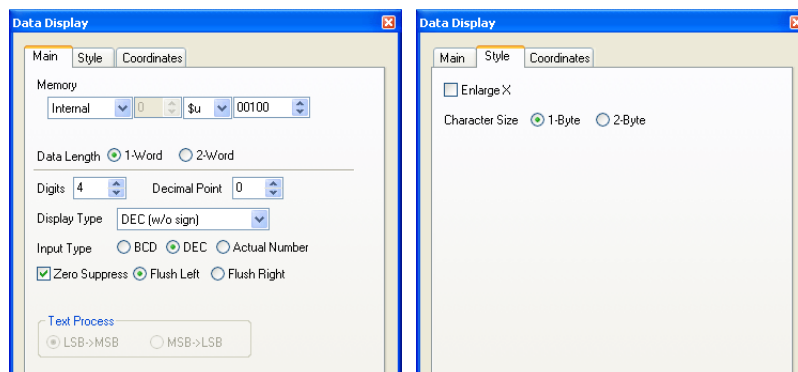 Data Display
Main Style Coordinates
Memory
Internal 0 $u 00100
Data Length 1-Word 2-Word
Digits 4 Decimal Point 0
Display Type DEC (w/o sign)
Input Type BCD DEC Actual Number
Zero Suppress Flush Left Flush Right
Text Process
LSB->MSB MSB->LSB
Data Display
Main Style Coordinates
Enlarge X
Character Size 1-Byte 2-Byte